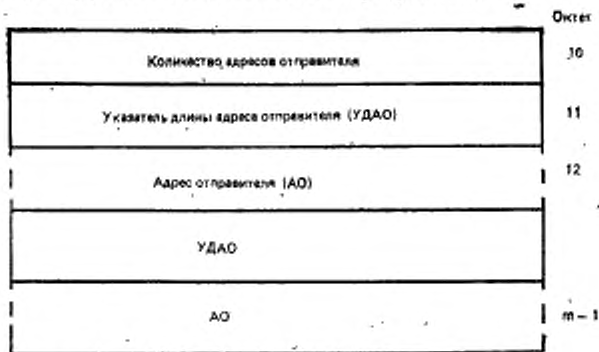 Октет
Количество адресов отправителя 10
Указатель длины адреса отправителя (УДАО) 11
Адрес отправителя (АО) 12
УДАО
АО m – 1